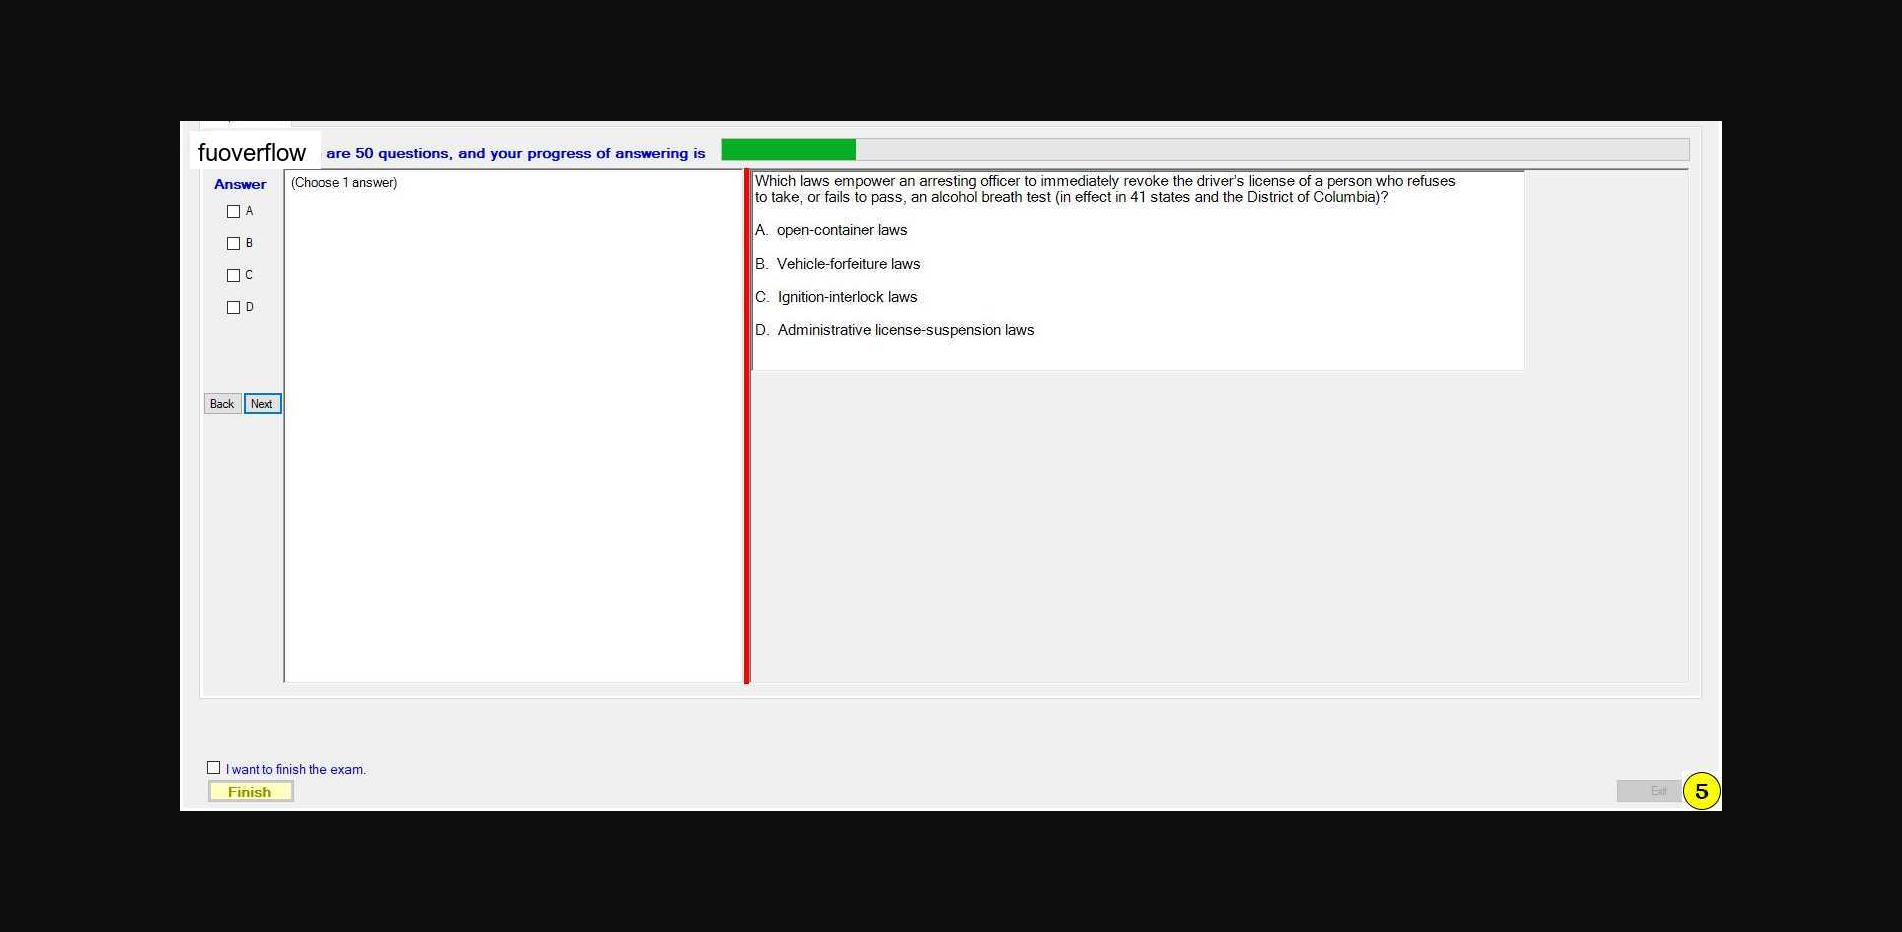 fuoverflow are 50 questions, and your progress of answering is
Answer
(Choose 1 answer)
A
B
C
D
Back Next
Which laws empower an arresting officer to immediately revoke the driver's license of a person who refuses
to take, or fails to pass, an alcohol breath test (in effect in 41 states and the District of Columbia)?
A. open-container laws
B. Vehicle-forfeiture laws
C. Ignition-interlock laws
D. Administrative license-suspension laws
I want to finish the exam.
Finish
Exit
5